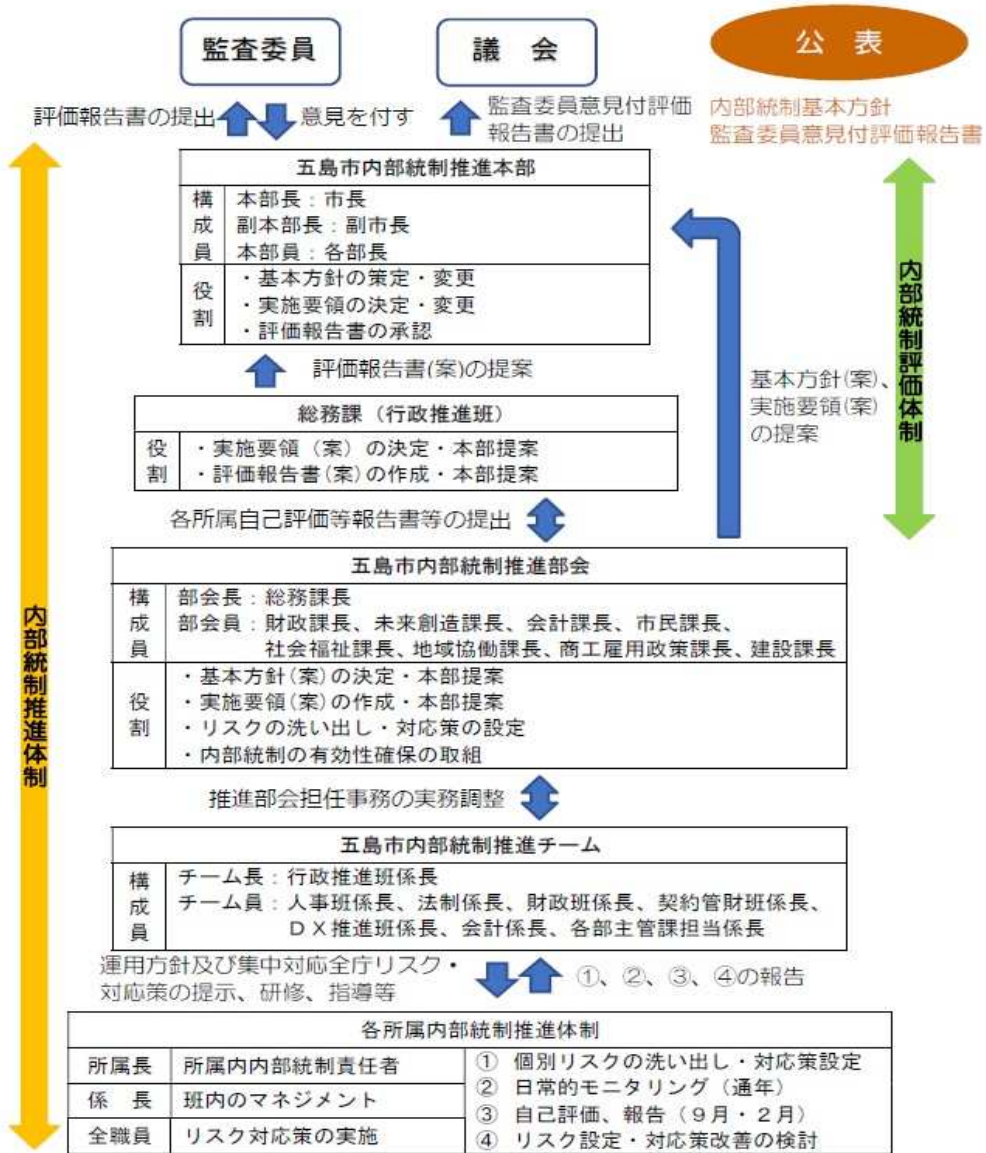 監査委員
議　会
公　表
評価報告書の提出
意見を付す
監査委員意見付評価
報告書の提出
内部統制基本方針
監査委員意見付評価報告書
五島市内部統制推進本部
構成員
本部長：市長
副本部長：副市長
本部員：各部長
役割
・基本方針の策定・変更
・実施要領の決定・変更
・評価報告書の承認
評価報告書(案)の提案
基本方針(案)、
実施要領(案)
の提案
内部統制評価体制
総務課（行政推進班）
役割
・実施要領（案）の決定・本部提案
・評価報告書(案)の作成・本部提案
各所属自己評価等報告書等の提出
五島市内部統制推進部会
構成員
部会長：総務課長
部会員：財政課長、未来創造課長、会計課長、市民課長、
社会福祉課長、地域協働課長、商工雇用政策課長、建設課長
役割
・基本方針(案)の決定・本部提案
・実施要領(案)の作成・本部提案
・リスクの洗い出し・対応策の設定
・内部統制の有効性確保の取組
内部統制推進体制
推進部会担任事務の実務調整
五島市内部統制推進チーム
構成員
チーム長：行政推進班係長
チーム員：人事班係長、法制係長、財政班係長、契約管財班係長、
ＤＸ推進班係長、会計係長、各部主管課担当係長
運用方針及び集中対応全庁リスク・
対応策の提示、研修、指導等
①、②、③、④の報告
各所属内部統制推進体制
所属長　所属内内部統制責任者
係　長　班内のマネジメント
全職員　リスク対応策の実施
①　個別リスクの洗い出し・対応策設定
②　日常的モニタリング（通年）
③　自己評価、報告（９月・２月）
④　リスク設定・対応策改善の検討